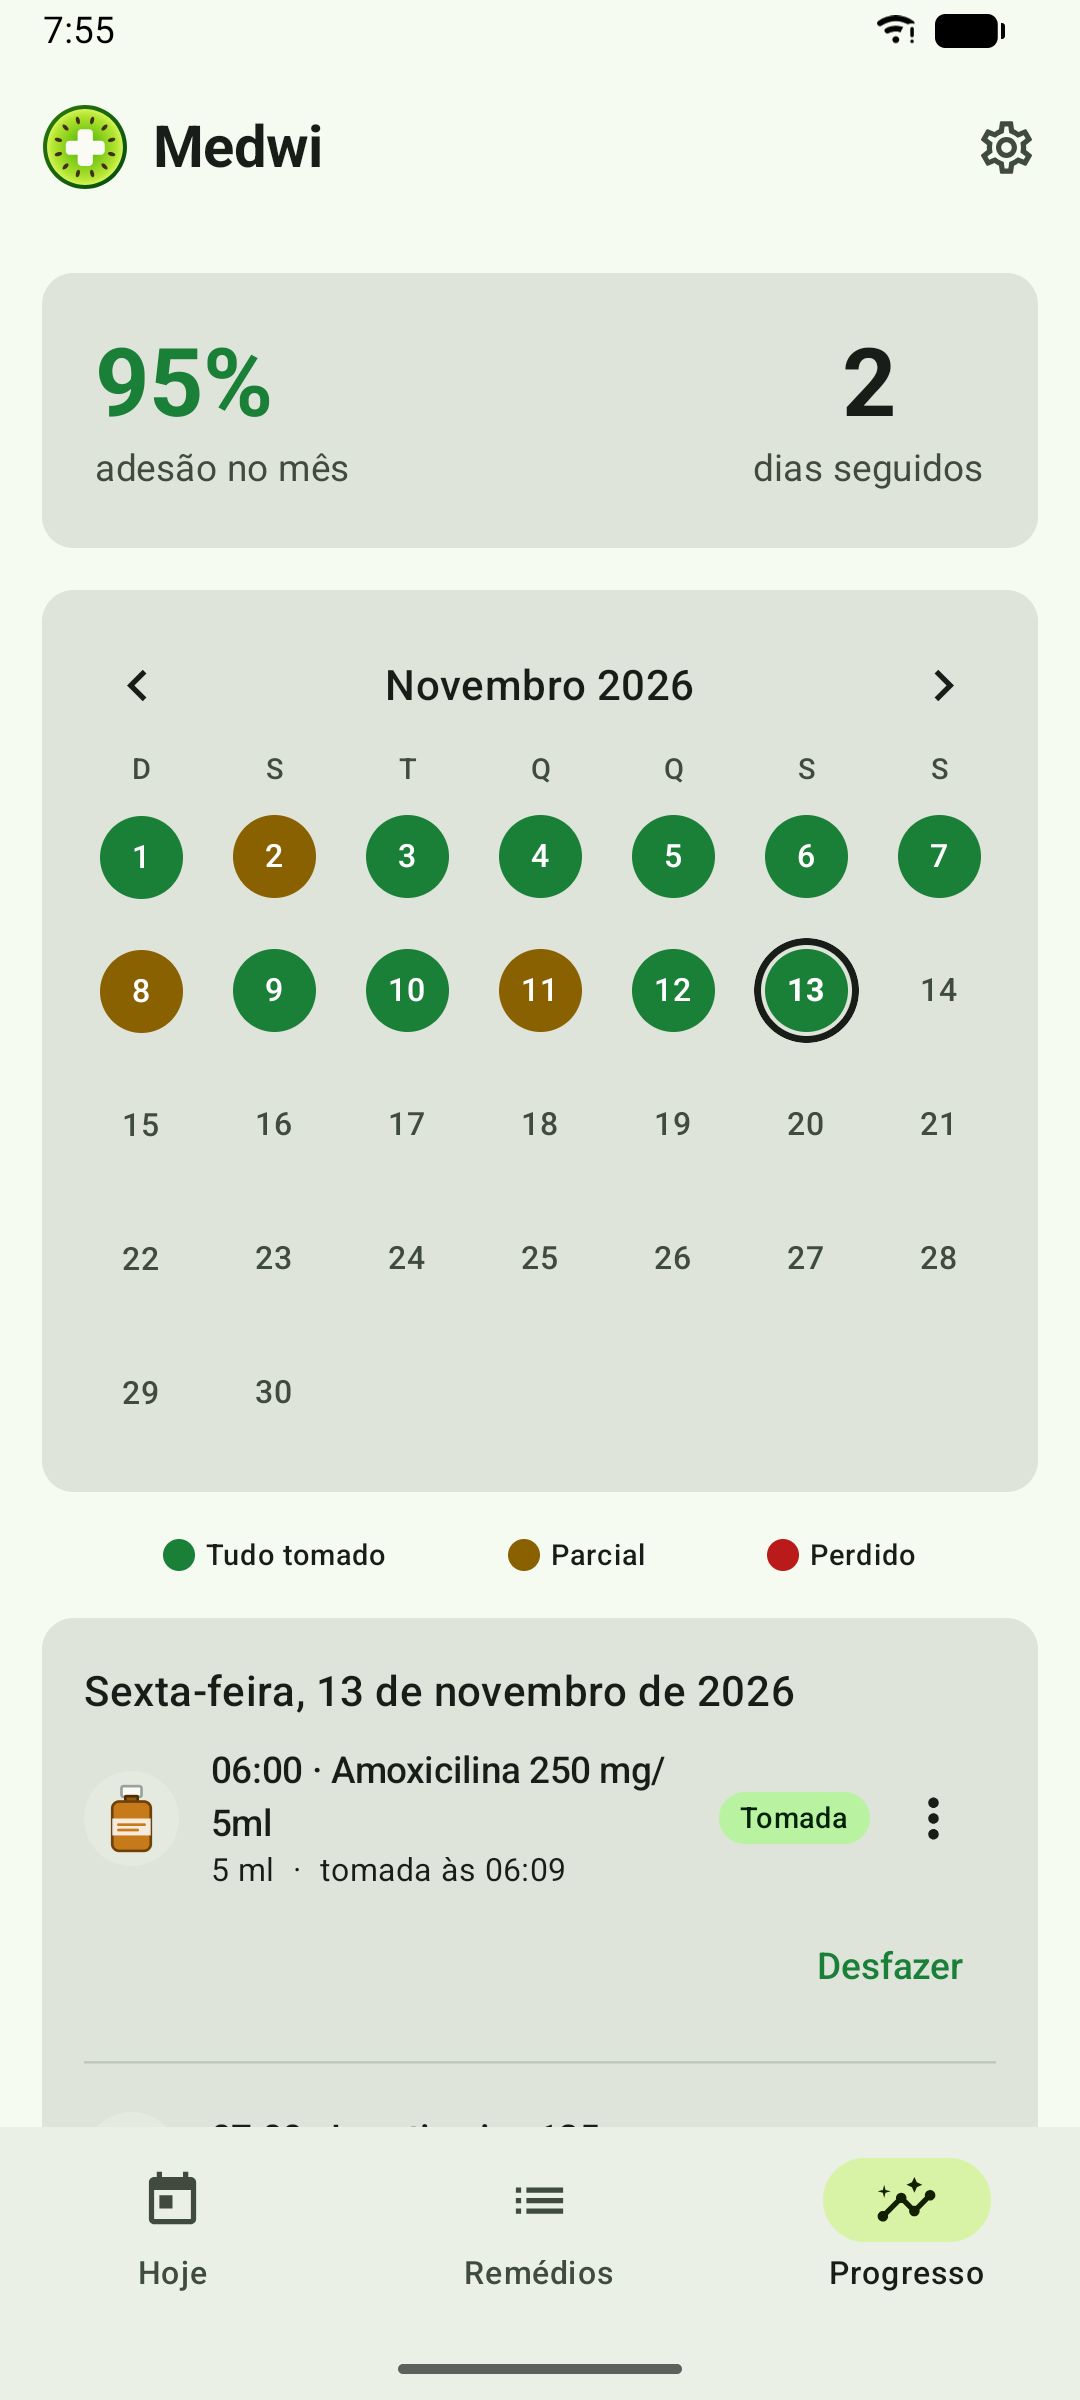 7:55
Medwi
95%
adesão no mês
2
dias seguidos
Novembro 2026
D S T Q Q S S
1 2 3 4 5 6 7
8 9 10 11 12 13 14
15 16 17 18 19 20 21
22 23 24 25 26 27 28
29 30
Tudo tomado
Parcial
Perdido
Sexta-feira, 13 de novembro de 2026
06:00 · Amoxicilina 250 mg/
5ml
5 ml · tomada às 06:09
Tomada
Desfazer
Hoje
Remédios
Progresso